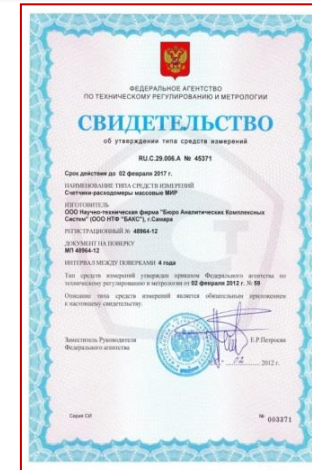 ФЕДЕРАЛЬНОЕ АГЕНТСТВО
ПО ТЕХНИЧЕСКОМУ РЕГУЛИРОВАНИЮ И МЕТРОЛОГИИ
СВИДЕТЕЛЬСТВО
об утверждении типа средств измерений
RU.C.29.006.A № 45371
Срок действия до 02 февраля 2017 г.
НАИМЕНОВАНИЕ ТИПА СРЕДСТВ ИЗМЕРЕНИЙ
Счетчики-расходомеры массовые МИР
ИЗГОТОВИТЕЛЬ
ООО Научно-техническая фирма "Бюро Аналитических Комплексных
Систем" (ООО НТФ "БАКС"), г.Самара
РЕГИСТРАЦИОННЫЙ № 48964-12
ДОКУМЕНТ НА ПОВЕРКУ
МП 48964-12
ИНТЕРВАЛ МЕЖДУ ПОВЕРКАМИ 4 года
Тип средств измерений утвержден приказом Федерального агентства по
техническому регулированию и метрологии от 02 февраля 2012 г. № 59
Описание типа средств измерений является обязательным приложением
к настоящему свидетельству.
Заместитель Руководителя
Федерального агентства
Е.Р.Петросян
2012 г.
Серия СИ
№ 003371